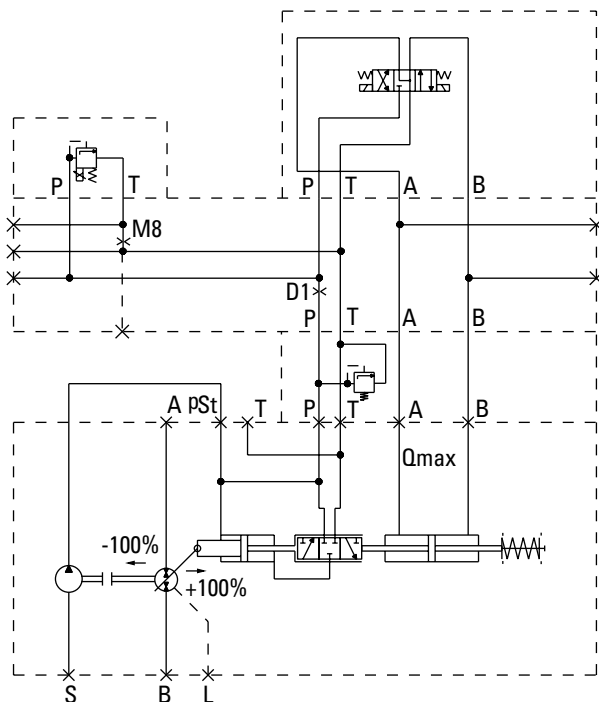 P T A B
P T
M8
D1
P T A B
A pSt T P T A B
Qmax
-100%
+100%
S B L